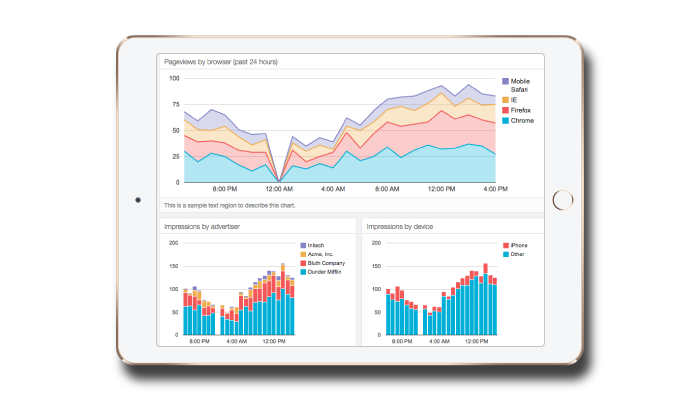 Pageviews by browser (past 24 hours)
100
75
50
25
0
8:00 PM 12:00 AM 4:00 AM 8:00 AM 12:00 PM 4:00 PM
Mobile
Safari
IE
Firefox
Chrome
This is a sample text region to describe this chart.
Impressions by advertiser
200
150
100
50
0
8:00 PM 4:00 AM 12:00 PM
Initech
Acme, Inc.
Bluth Company
Dunder Mifflin
Impressions by device
200
150
100
50
0
8:00 PM 4:00 AM 12:00 PM
iPhone
Other